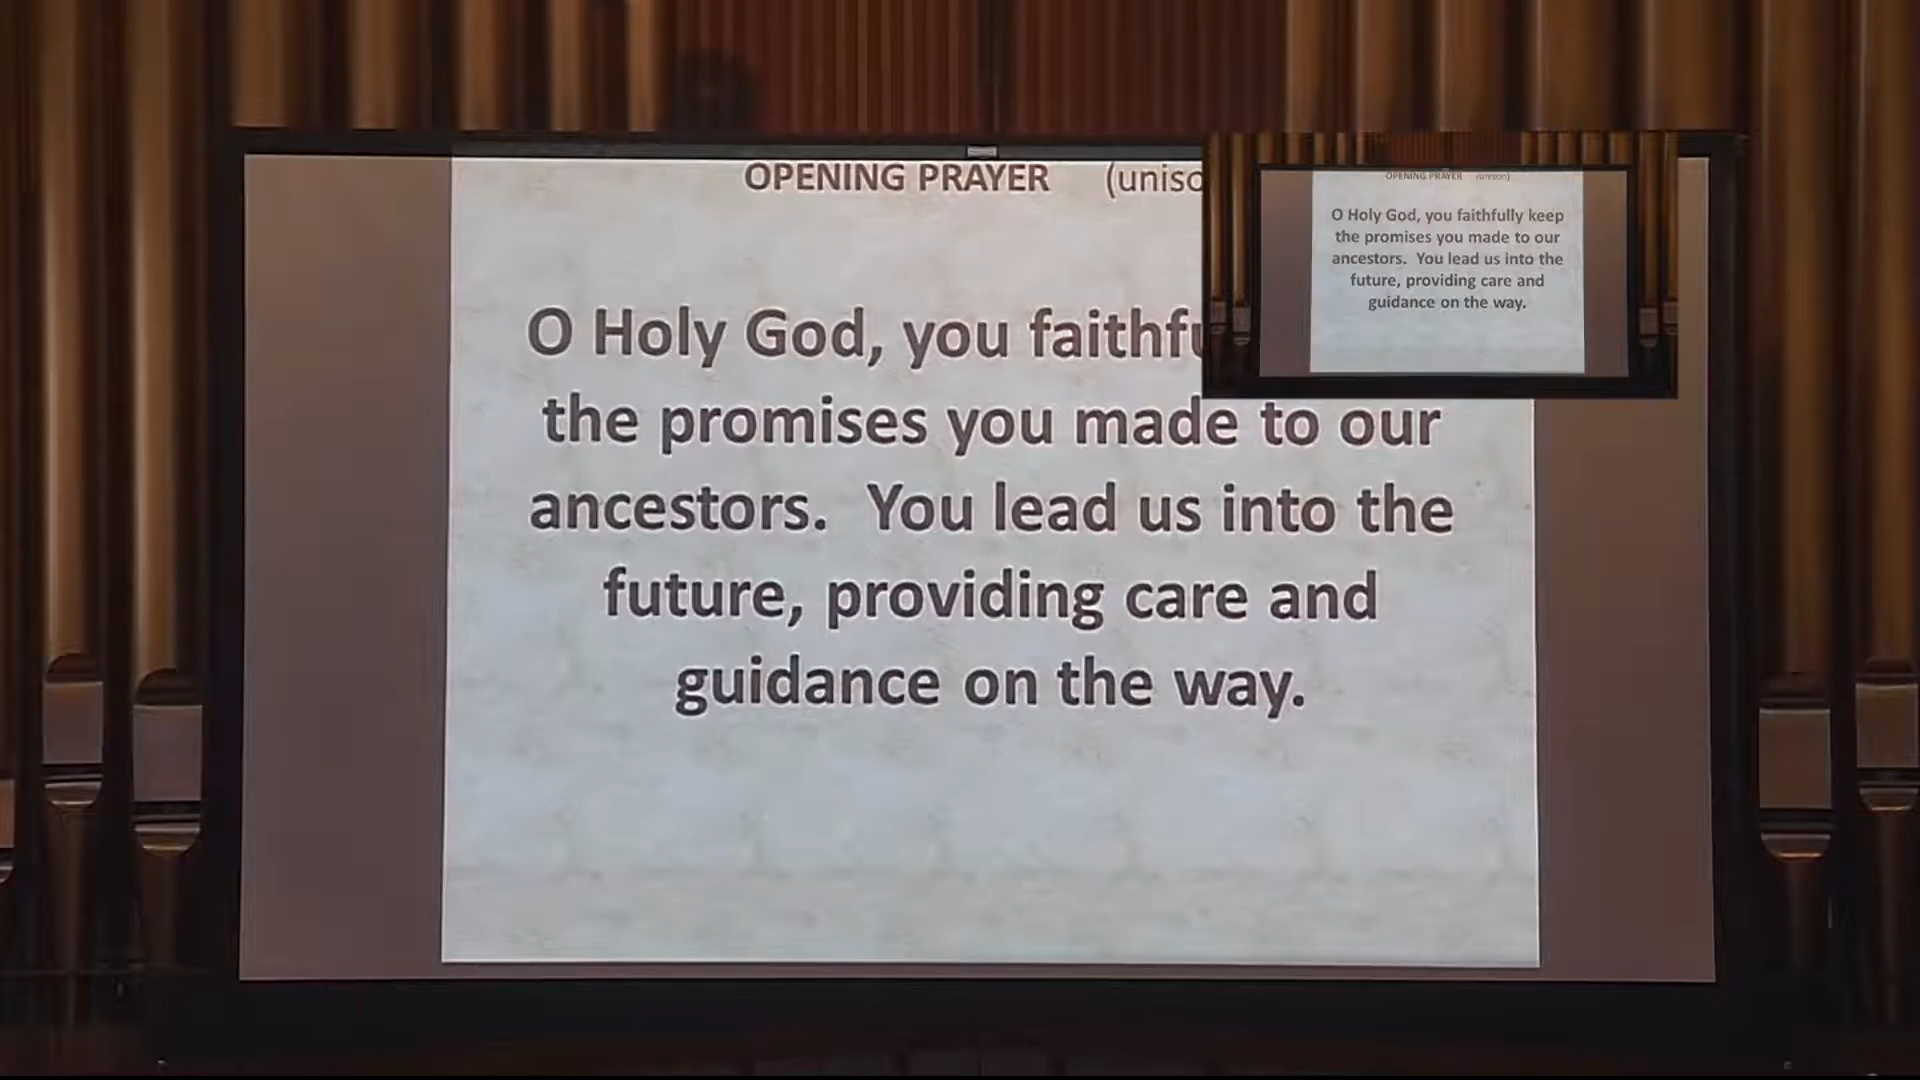 OPENING PRAYER (uniso
O Holy God, you faithfu
the promises you made to our
ancestors. You lead us into the
future, providing care and
guidance on the way.
OPENING PRAYER (unison)
O Holy God, you faithfully keep
the promises you made to our
ancestors. You lead us into the
future, providing care and
guidance on the way.